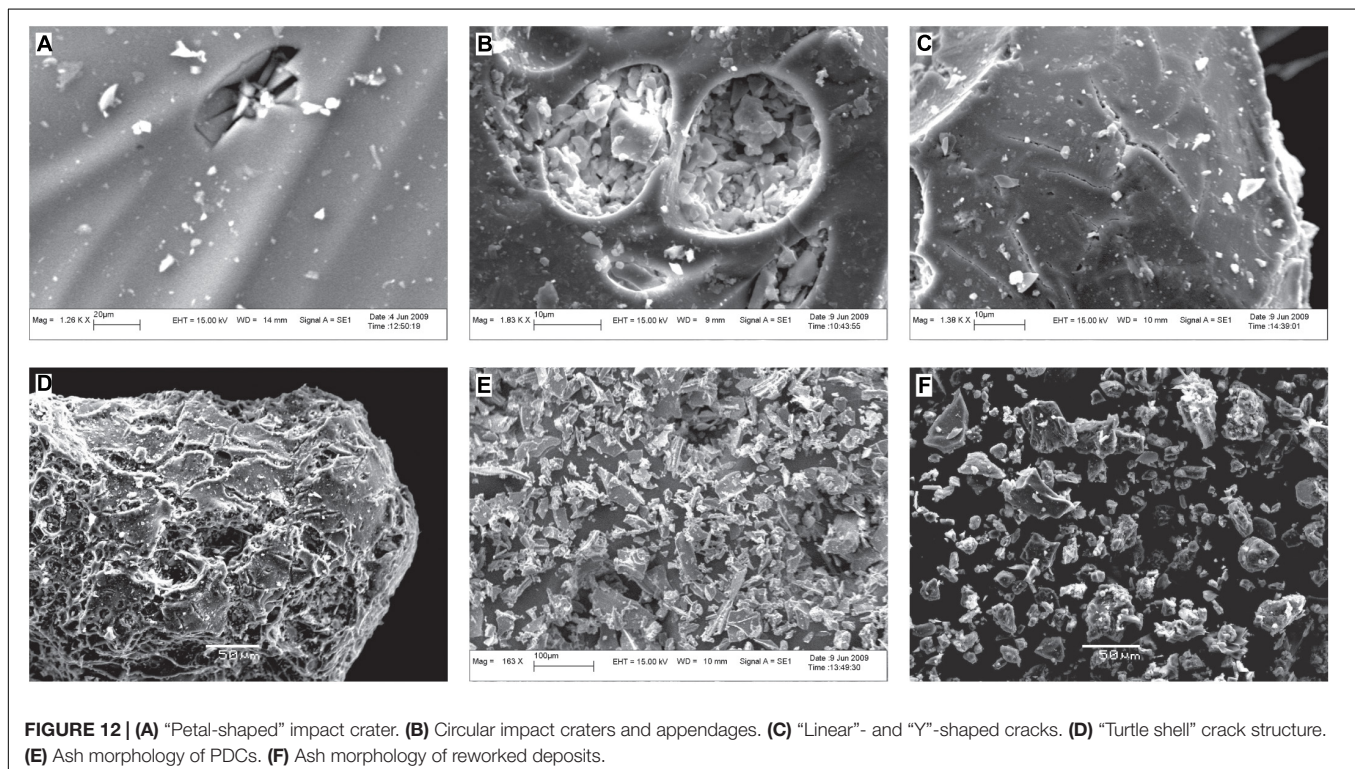 A
Mag = 1.26 K X 20µm EHT = 15.00 kV WD = 14 mm Signal A = SE1 Date :4 Jun 2009
Time :12:50:19
B
Mag = 1.83 K X 10µm EHT = 15.00 kV WD = 9 mm Signal A = SE1 Date :9 Jun 2009
Time :10:43:55
C
Mag = 1.38 K X 10µm EHT = 15.00 kV WD = 10 mm Signal A = SE1 Date :9 Jun 2009
Time :14:39:01
D
50 µm
E
Mag = 163 X 100µm EHT = 15.00 kV WD = 10 mm Signal A = SE1 Date :9 Jun 2009
Time :13:49:30
F
50 µm
FIGURE 12 | (A) “Petal-shaped” impact crater. (B) Circular impact craters and appendages. (C) “Linear”- and “Y”-shaped cracks. (D) “Turtle shell” crack structure.
(E) Ash morphology of PDCs. (F) Ash morphology of reworked deposits.